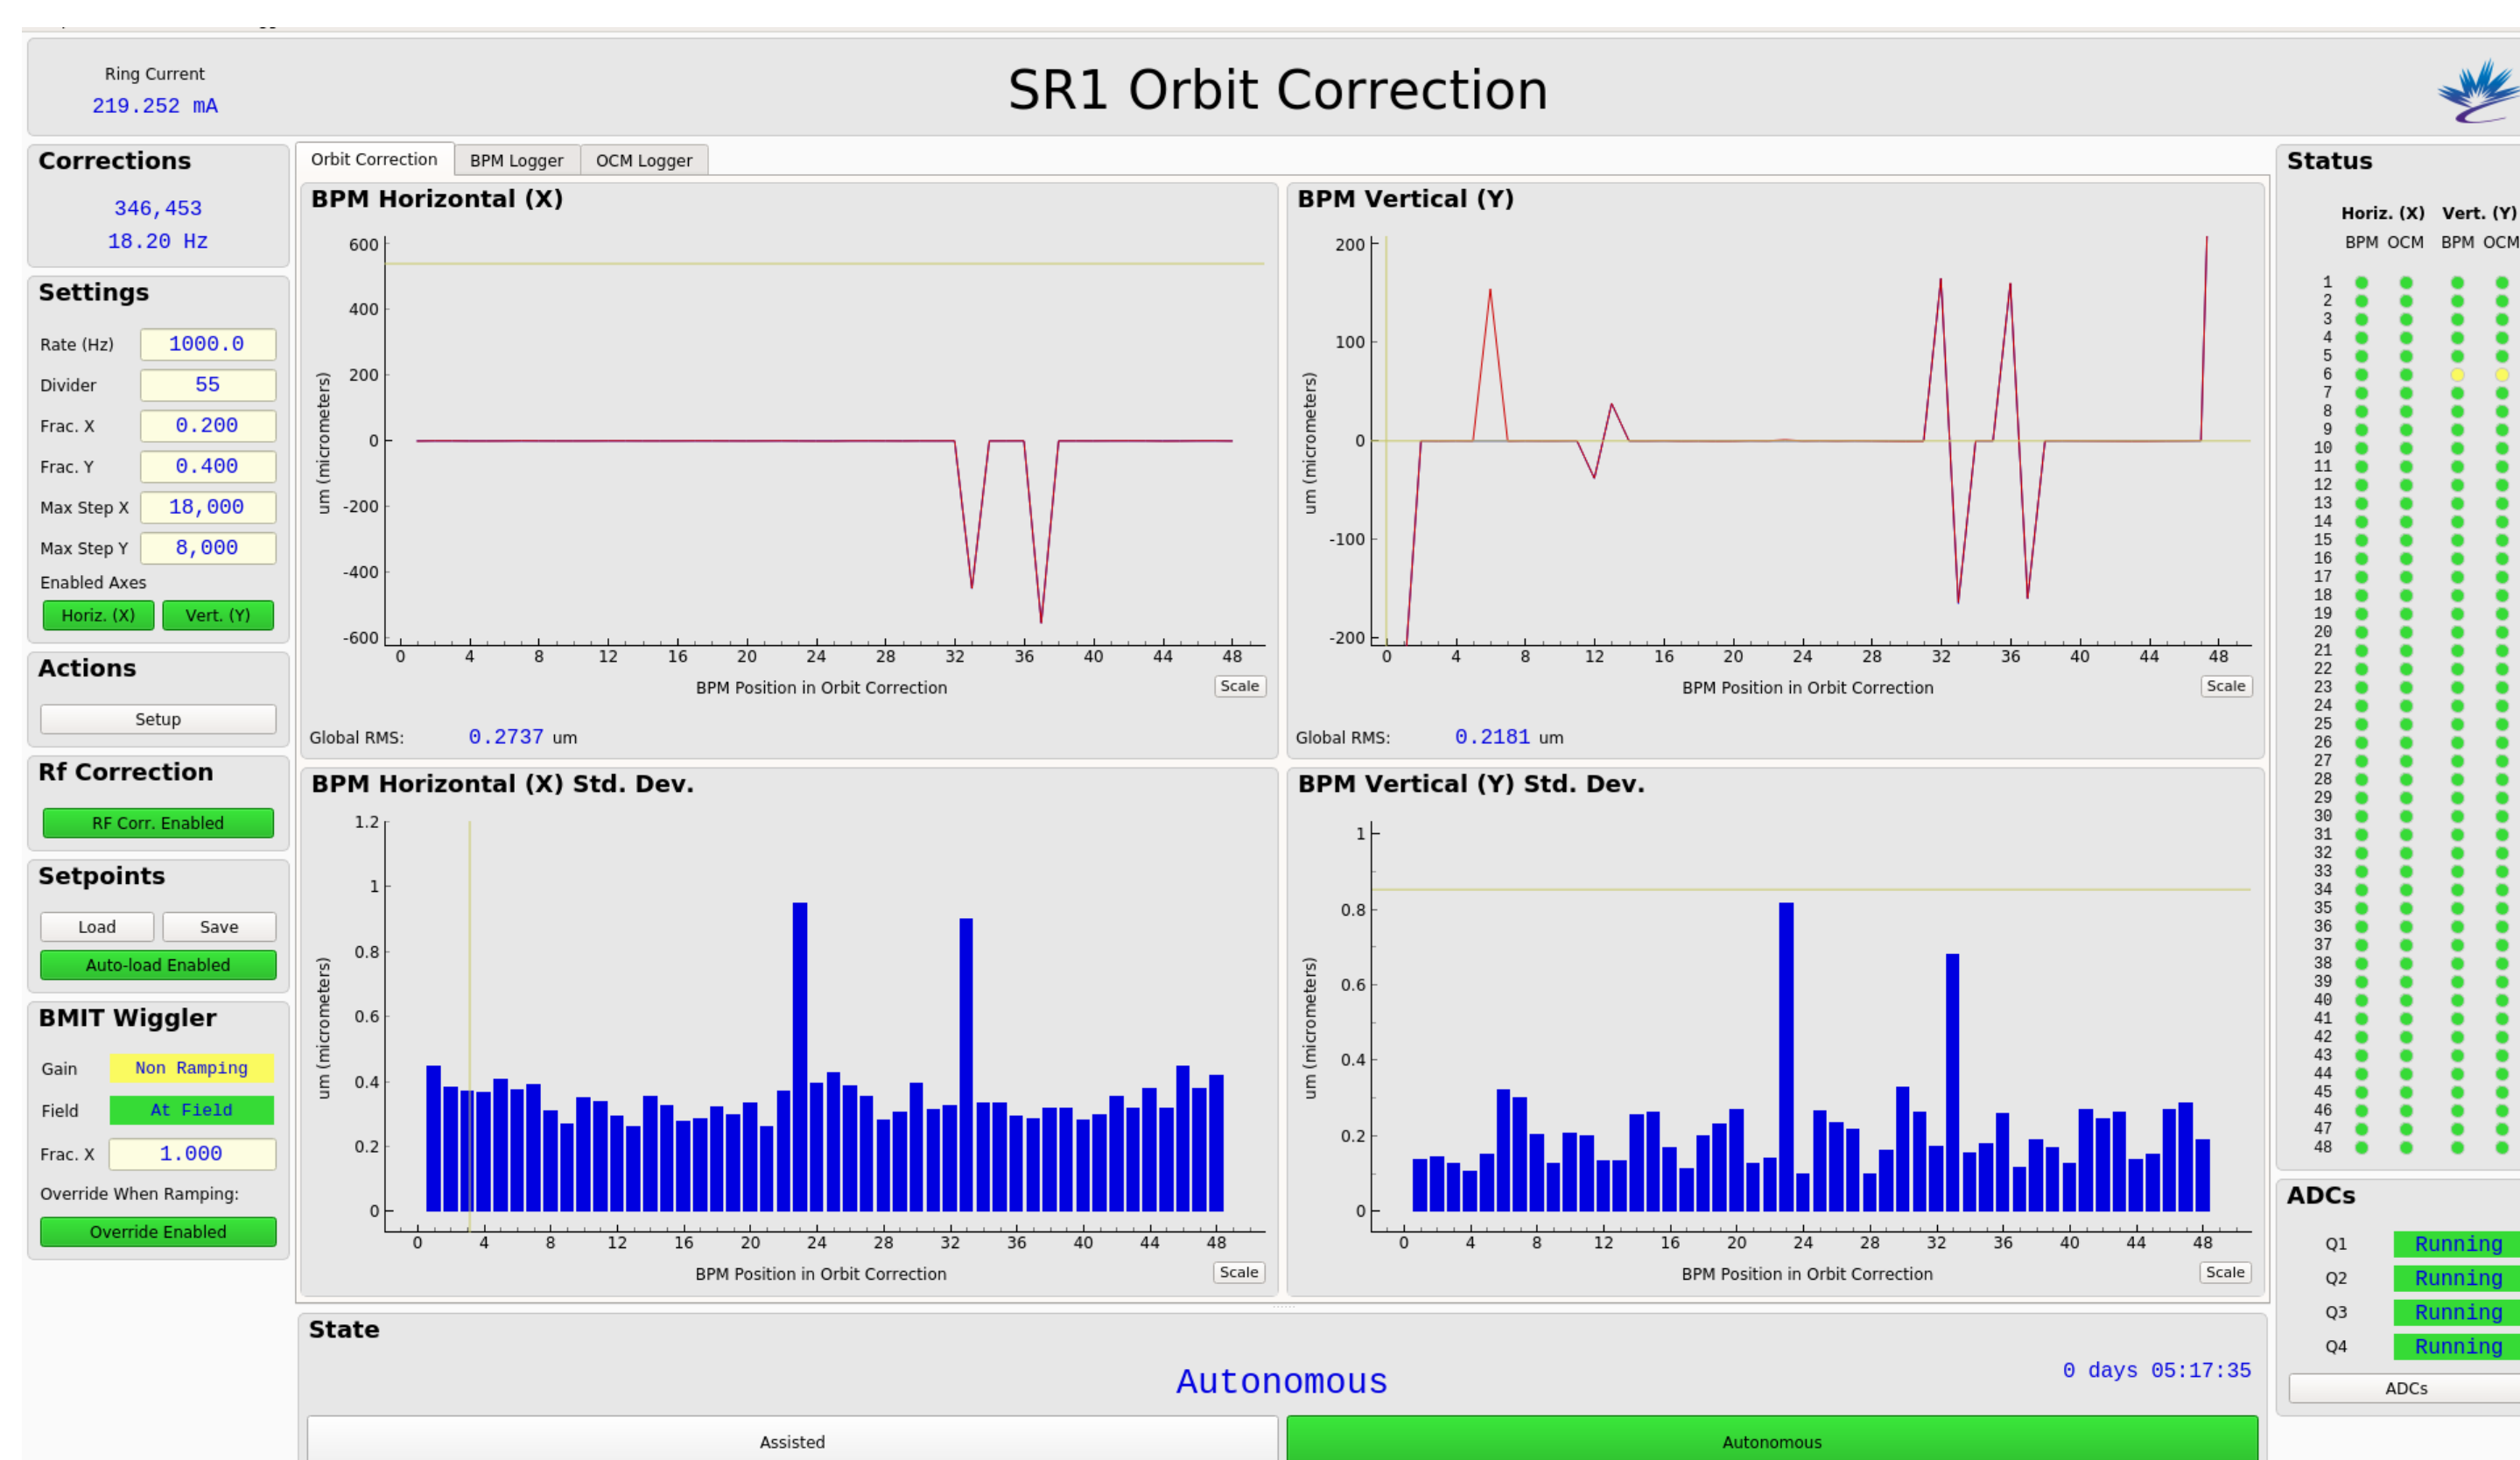 Ring Current
219.252 mA
SR1 Orbit Correction
Corrections
346,453
18.20 Hz
Settings
Rate (Hz) 1000.0
Divider 55
Frac. X 0.200
Frac. Y 0.400
Max Step X 18,000
Max Step Y 8,000
Enabled Axes
Horiz. (X) Vert. (Y)
Actions
Setup
Rf Correction
RF Corr. Enabled
Setpoints
Load Save
Auto-load Enabled
BMIT Wiggler
Gain Non Ramping
Field At Field
Frac. X 1.000
Override When Ramping:
Override Enabled
Orbit Correction BPM Logger OCM Logger
BPM Horizontal (X)
600
400
200
0
-200
-400
-600
um (micrometers)
0 4 8 12 16 20 24 28 32 36 40 44 48
BPM Position in Orbit Correction
Scale
Global RMS: 0.2737 um
BPM Vertical (Y)
200
100
0
-100
-200
um (micrometers)
0 4 8 12 16 20 24 28 32 36 40 44 48
BPM Position in Orbit Correction
Scale
Global RMS: 0.2181 um
BPM Horizontal (X) Std. Dev.
1.2
1
0.8
0.6
0.4
0.2
0
um (micrometers)
0 4 8 12 16 20 24 28 32 36 40 44 48
BPM Position in Orbit Correction
Scale
BPM Vertical (Y) Std. Dev.
1
0.8
0.6
0.4
0.2
0
um (micrometers)
0 4 8 12 16 20 24 28 32 36 40 44 48
BPM Position in Orbit Correction
Scale
State
Autonomous
0 days 05:17:35
Assisted Autonomous
Status
Horiz. (X) Vert. (Y)
BPM OCM BPM OCM
1
2
3
4
5
6
7
8
9
10
11
12
13
14
15
16
17
18
19
20
21
22
23
24
25
26
27
28
29
30
31
32
33
34
35
36
37
38
39
40
41
42
43
44
45
46
47
48
ADCs
Q1 Running
Q2 Running
Q3 Running
Q4 Running
ADCs